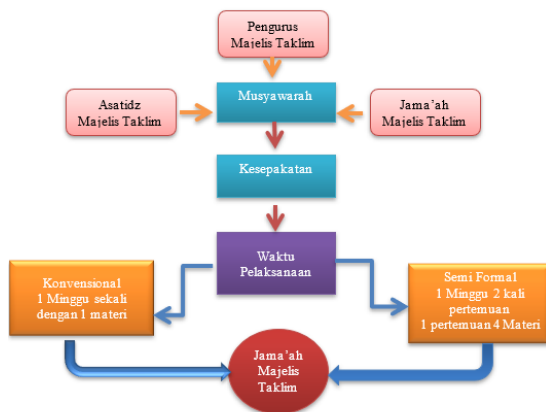 Pengurus
Majelis Taklim
Asatidz
Majelis Taklim
Musyawarah
Jama'ah
Majelis Taklim
Kesepakatan
Waktu
Pelaksanaan
Konvensional
1 Minggu sekali
dengan 1 materi
Semi Formal
1 Minggu 2 kali
pertemuan
1 pertemuan 4 Materi
Jama'ah
Majelis
Taklim